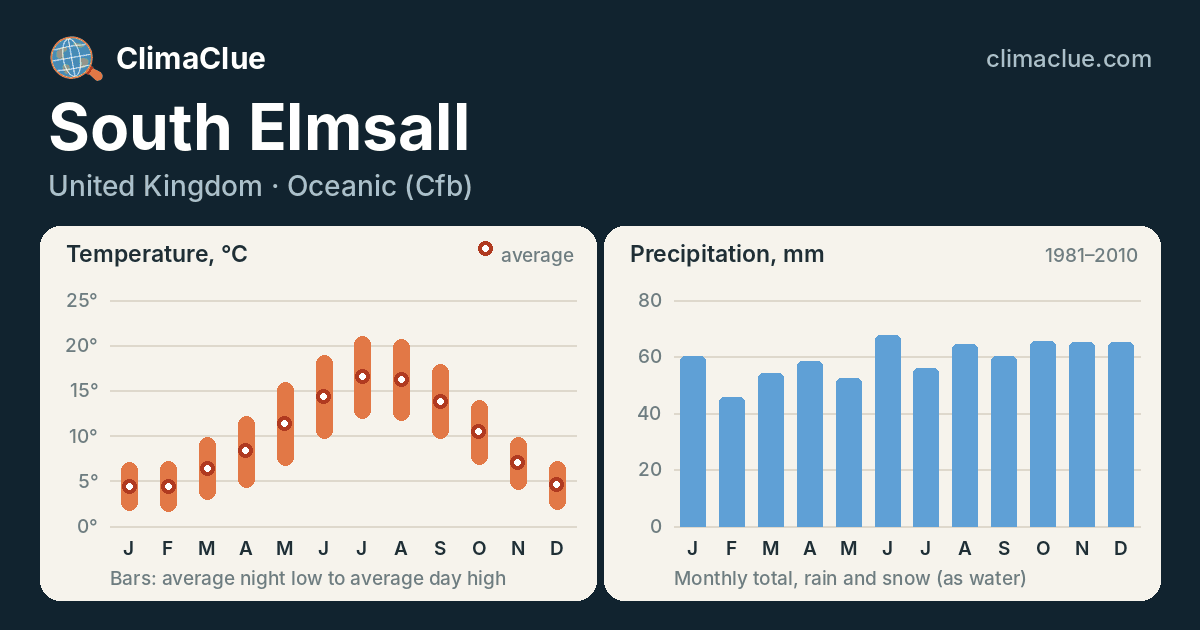 ClimaClue
climaclue.com
South Elmsall
United Kingdom · Oceanic (Cfb)
Temperature, °C
average
25°
20°
15°
10°
5°
0°
J F M A M J J A S O N D
Bars: average night low to average day high
Precipitation, mm
1981–2010
80
60
40
20
0
J F M A M J J A S O N D
Monthly total, rain and snow (as water)